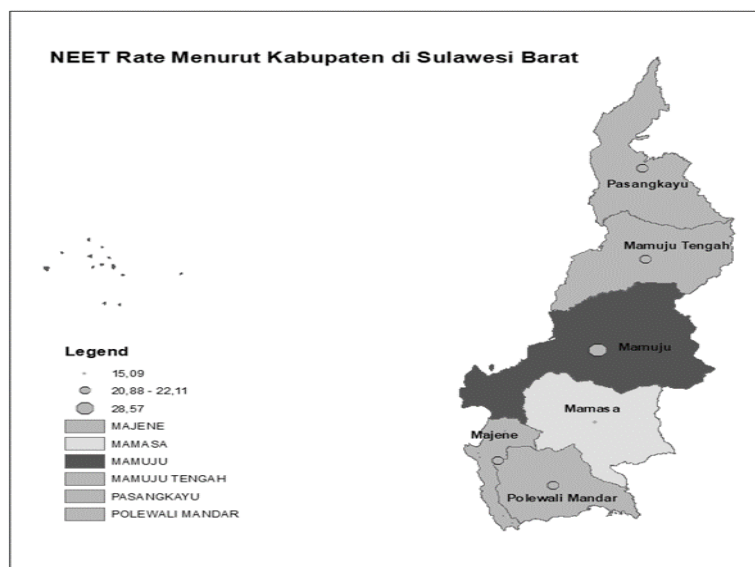 NEET Rate Menurut Kabupaten di Sulawesi Barat
Pasangkayu
Mamuju Tengah
Mamuju
Mamasa
Majene
Polewali Mandar
Legend
15,09
20,88 - 22,11
28,57
MAJENE
MAMASA
MAMUJU
MAMUJU TENGAH
PASANGKAYU
POLEWALI MANDAR